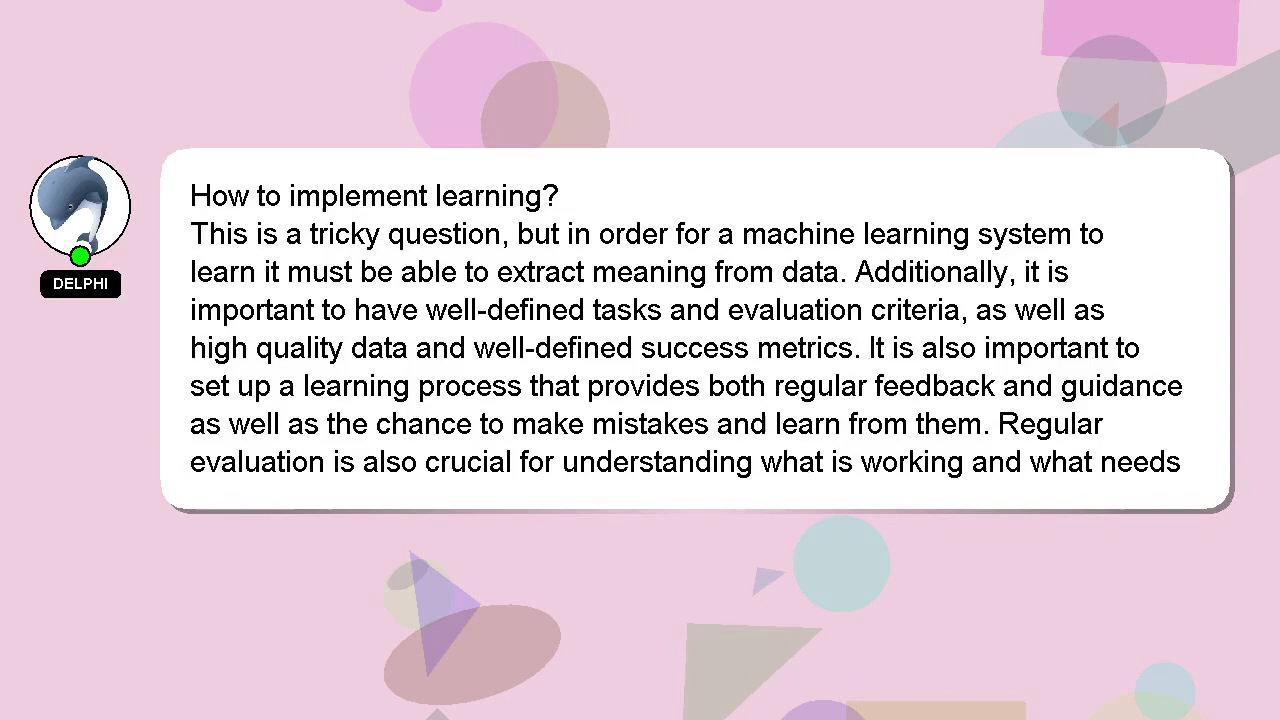 DELPHI
How to implement learning?
This is a tricky question, but in order for a machine learning system to
learn it must be able to extract meaning from data. Additionally, it is
important to have well-defined tasks and evaluation criteria, as well as
high quality data and well-defined success metrics. It is also important to
set up a learning process that provides both regular feedback and guidance
as well as the chance to make mistakes and learn from them. Regular
evaluation is also crucial for understanding what is working and what needs